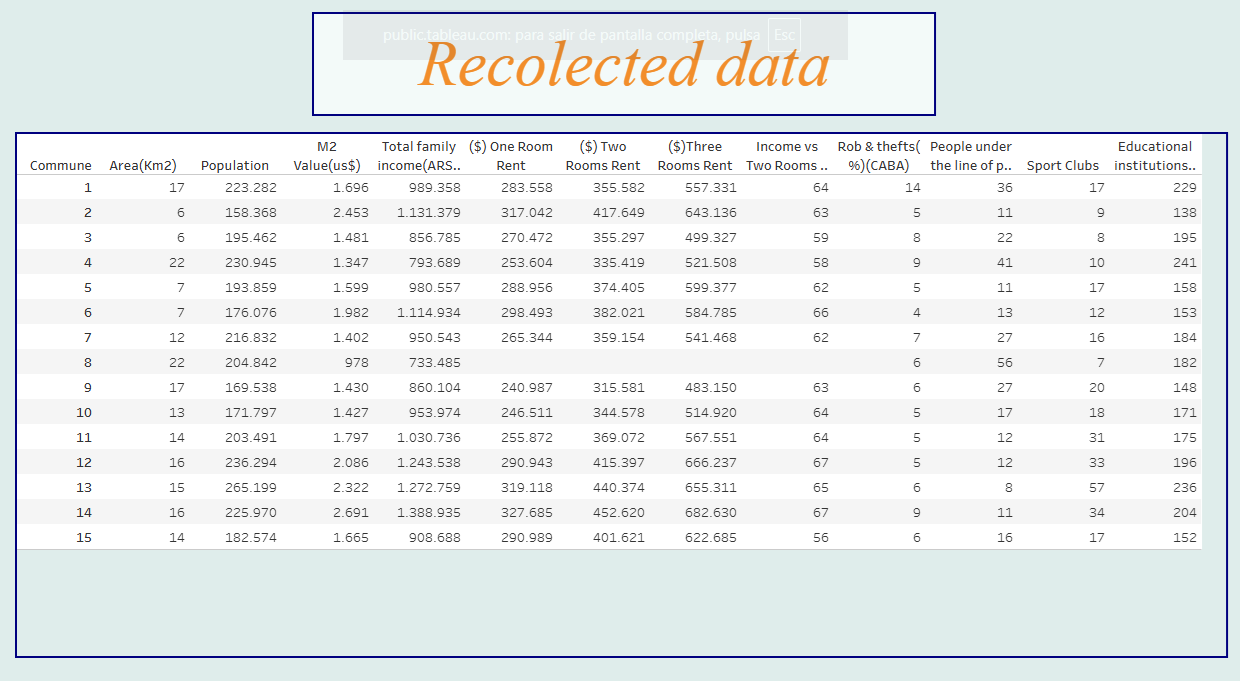 public.tableau.com: para salir de pantalla completa, pulsa Esc
Recolected data
Commune Area(Km2) Population M2 Value(us$) Total family income(ARS.. ($) One Room Rent ($) Two Rooms Rent ($)Three Rooms Rent Income vs Two Rooms .. Rob & thefts( %)(CABA) People under the line of p.. Sport Clubs Educational institutions..
1 17 223.282 1.696 989.358 283.558 355.582 557.331 64 14 36 17 229
2 6 158.368 2.453 1.131.379 317.042 417.649 643.136 63 5 11 9 138
3 6 195.462 1.481 856.785 270.472 355.297 499.327 59 8 22 8 195
4 22 230.945 1.347 793.689 253.604 335.419 521.508 58 9 41 10 241
5 7 193.859 1.599 980.557 288.956 374.405 599.377 62 5 11 17 158
6 7 176.076 1.982 1.114.934 298.493 382.021 584.785 66 4 13 12 153
7 12 216.832 1.402 950.543 265.344 359.154 541.468 62 7 27 16 184
8 22 204.842 978 733.485 6 56 7 182
9 17 169.538 1.430 860.104 240.987 315.581 483.150 63 6 27 20 148
10 13 171.797 1.427 953.974 246.511 344.578 514.920 64 5 17 18 171
11 14 203.491 1.797 1.030.736 255.872 369.072 567.551 64 5 12 31 175
12 16 236.294 2.086 1.243.538 290.943 415.397 666.237 67 5 12 33 196
13 15 265.199 2.322 1.272.759 319.118 440.374 655.311 65 6 8 57 236
14 16 225.970 2.691 1.388.935 327.685 452.620 682.630 67 9 11 34 204
15 14 182.574 1.665 908.688 290.989 401.621 622.685 56 6 16 17 152